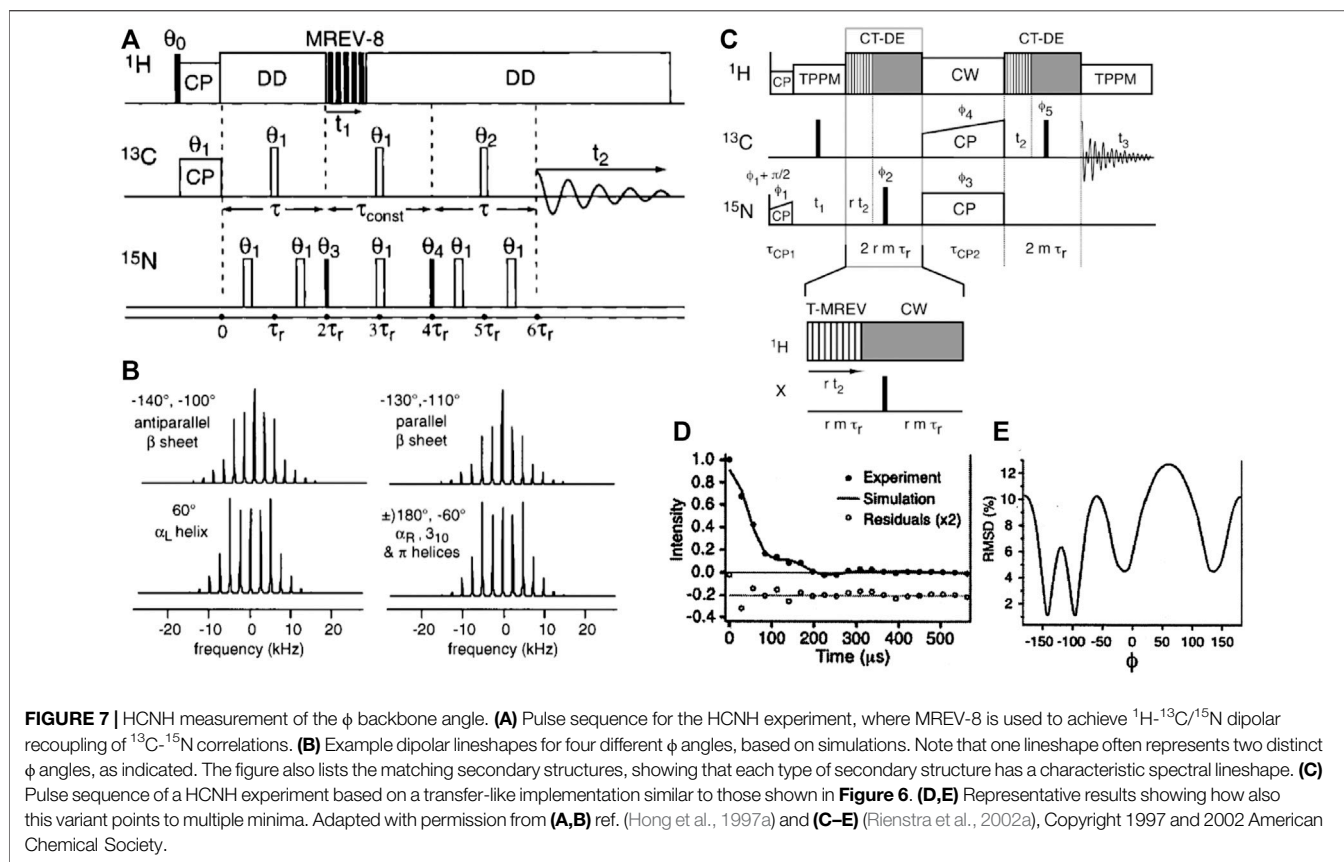 A
θ0
MREV-8
1H
CP
DD
DD
t1
13C
θ1
CP
θ1
θ1
θ2
t2
τ
τconst
τ
15N
θ1
θ1
θ3
θ1
θ4
θ1
θ1
0
τr
2τr
3τr
4τr
5τr
6τr
B
-140°, -100°
antiparallel
β sheet
-130°,-110°
parallel
β sheet
60°
αL helix
±)180°, -60°
αR , 310
& π helices
-20 -10 0 10 20
frequency (kHz)
-20 -10 0 10 20
frequency (kHz)
C
CT-DE
CT-DE
1H
CP
TPPM
CW
TPPM
13C
ϕ4
CP
t2
ϕ5
t3
ϕ1 + π/2
ϕ1
15N
CP
t1
r t2
ϕ2
ϕ3
CP
τCP1
2 r m τr
τCP2
2 m τr
T-MREV
CW
1H
r t2
X
r m τr
r m τr
D
Intensity
1.0
0.8
0.6
0.4
0.2
0.0
-0.2
-0.4
Experiment
Simulation
Residuals (x2)
0 100 200 300 400 500
Time (μs)
E
RMSD (%)
12
10
8
6
4
2
-150 -100 -50 0 50 100 150
ϕ
FIGURE 7 | HCNH measurement of the ϕ backbone angle. (A) Pulse sequence for the HCNH experiment, where MREV-8 is used to achieve 1H-13C/15N dipolar
recoupling of 13C-15N correlations. (B) Example dipolar lineshapes for four different ϕ angles, based on simulations. Note that one lineshape often represents two distinct
ϕ angles, as indicated. The figure also lists the matching secondary structures, showing that each type of secondary structure has a characteristic spectral lineshape. (C)
Pulse sequence of a HCNH experiment based on a transfer-like implementation similar to those shown in Figure 6. (D,E) Representative results showing how also
this variant points to multiple minima. Adapted with permission from (A,B) ref. (Hong et al., 1997a) and (C–E) (Rienstra et al., 2002a), Copyright 1997 and 2002 American
Chemical Society.